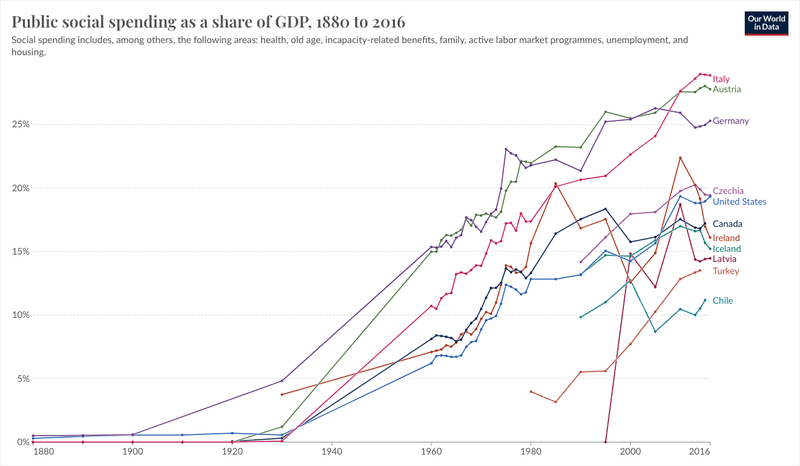 Public social spending as a share of GDP, 1880 to 2016
Our World
in Data
Social spending includes, among others, the following areas: health, old age, incapacity-related benefits, family, active labor market programmes, unemployment, and
housing.
Italy
Austria
25%
Germany
20%
Czechia
United States
Canada
15%
Ireland
Iceland
Latvia
Turkey
10%
Chile
5%
0%
1880
1900
1920
1940
1960
1980
2000
2016